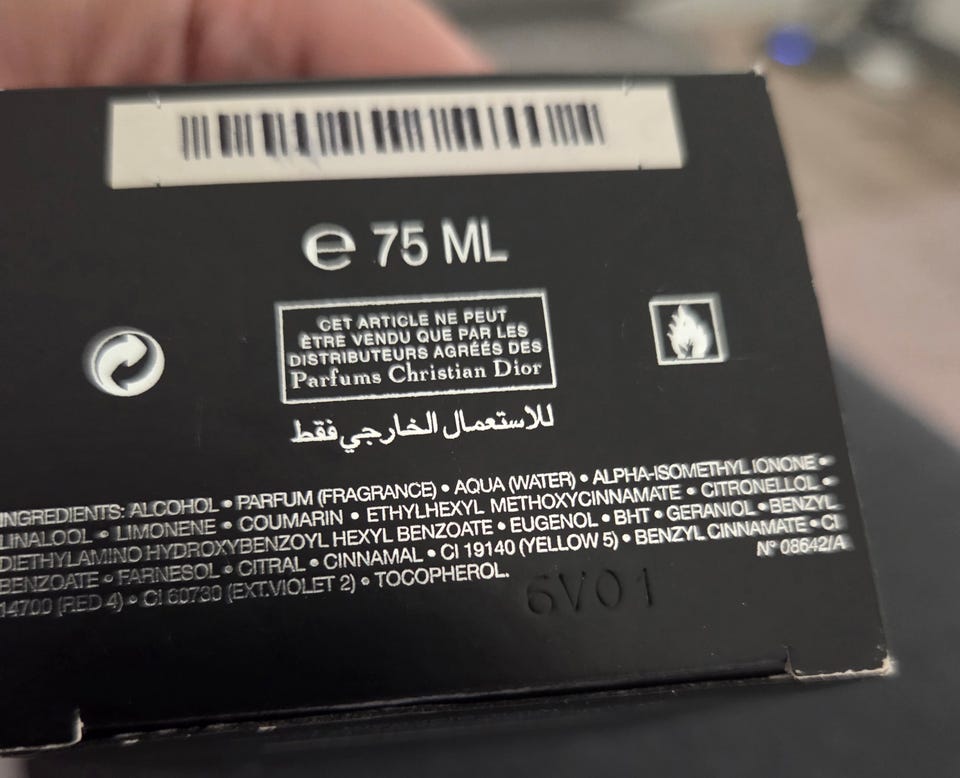 ℮ 75 ML
CET ARTICLE NE PEUT
ÊTRE VENDU QUE PAR LES
DISTRIBUTEURS AGRÉÉS DES
Parfums Christian Dior
للاستعمال الخارجي فقط
INGREDIENTS: ALCOHOL • PARFUM (FRAGRANCE) • AQUA (WATER) • ALPHA-ISOMETHYL IONONE •
LINALOOL • LIMONENE • COUMARIN • ETHYLHEXYL METHOXYCINNAMATE • CITRONELLOL •
DIETHYLAMINO HYDROXYBENZOYL HEXYL BENZOATE • EUGENOL • BHT • GERANIOL • BENZYL
BENZOATE • FARNESOL • CITRAL • CINNAMAL • CI 19140 (YELLOW 5) • BENZYL CINNAMATE • CI
14700 (RED 4) • CI 60730 (EXT.VIOLET 2) • TOCOPHEROL.
N° 08642/A
6V01